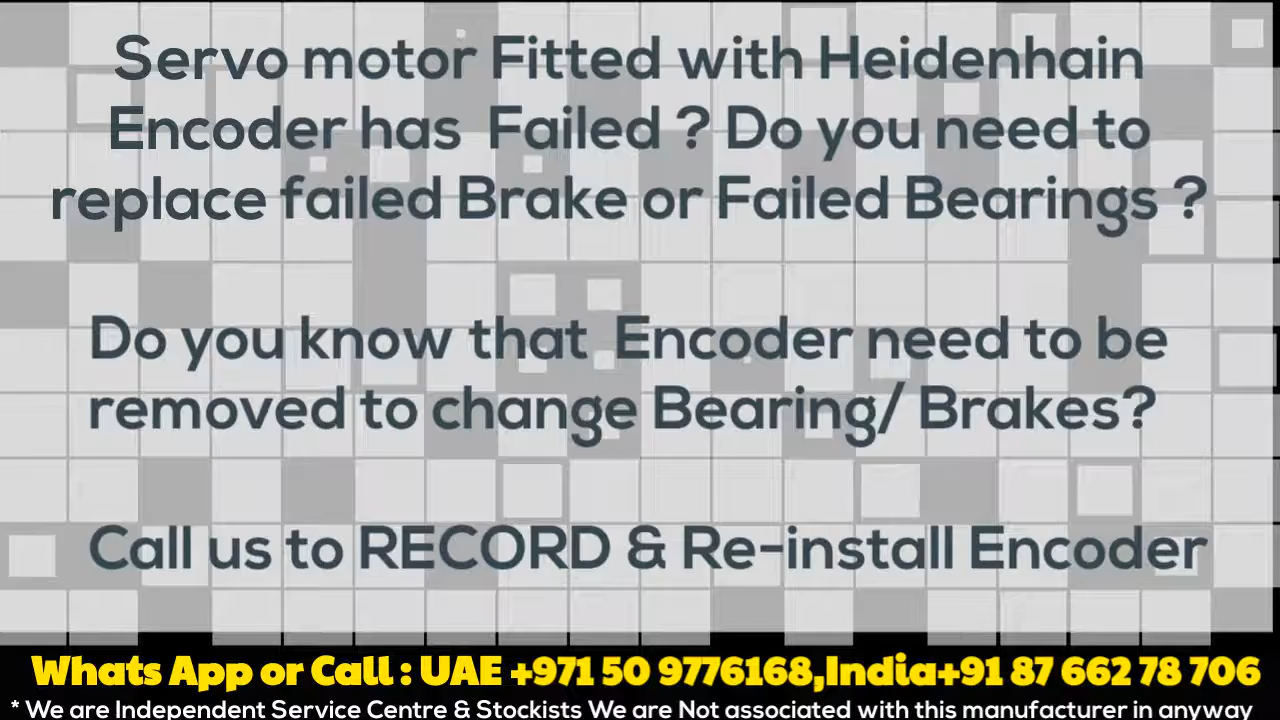 Servo motor Fitted with Heidenhain
Encoder has Failed ? Do you need to
replace failed Brake or Failed Bearings ?
Do you know that Encoder need to be
removed to change Bearing/ Brakes?
Call us to RECORD & Re-install Encoder
Whats App or Call : UAE +971 50 9776168,India+91 87 662 78 706
* We are Independent Service Centre & Stockists We are Not associated with this manufacturer in anyway